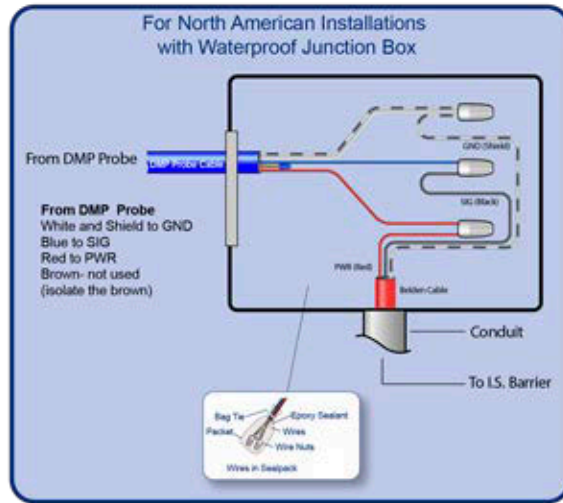 For North American Installations
with Waterproof Junction Box
From DMP Probe
DMP Probe Cable
GND (Shield)
SIG (Black)
PWR (Red)
Belden Cable
From DMP Probe
White and Shield to GND
Blue to SIG
Red to PWR
Brown- not used
(isolate the brown)
Conduit
To I.S. Barrier
Bag Tie
Epoxy Sealant
Packet
Wires
Wire Nuts
Wires in Sealpack